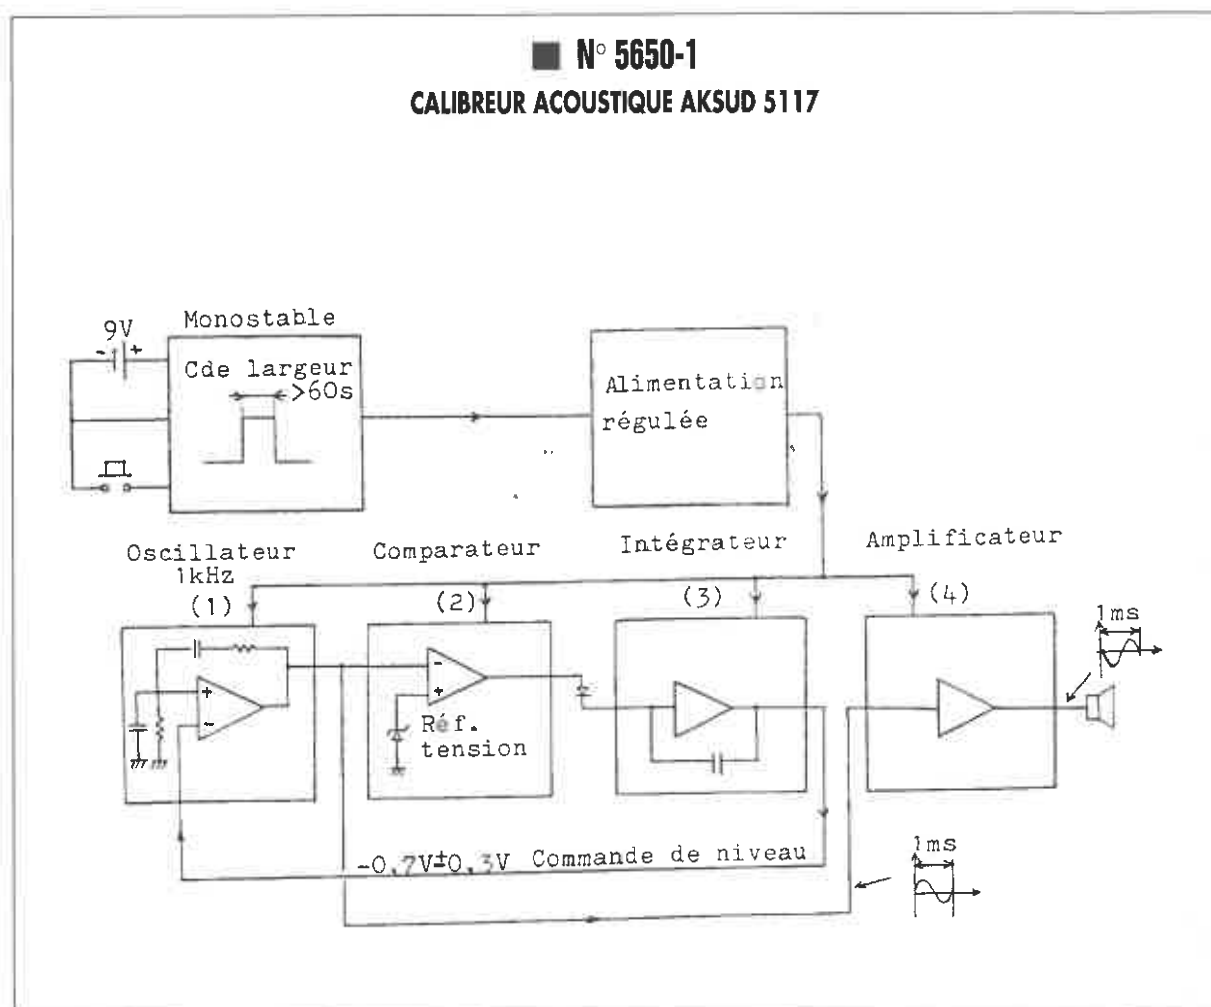 N° 5650-1
CALIBREUR ACOUSTIQUE AKSUD 5117
9V
- +
Monostable
Cde largeur
>60s
Alimentation
régulée
Oscillateur
1kHz
(1)
Comparateur
(2)
Intégrateur
(3)
Amplificateur
(4)
1ms
+
-
-
+
Réf.
tension
-0,7V±0,3V Commande de niveau
1ms